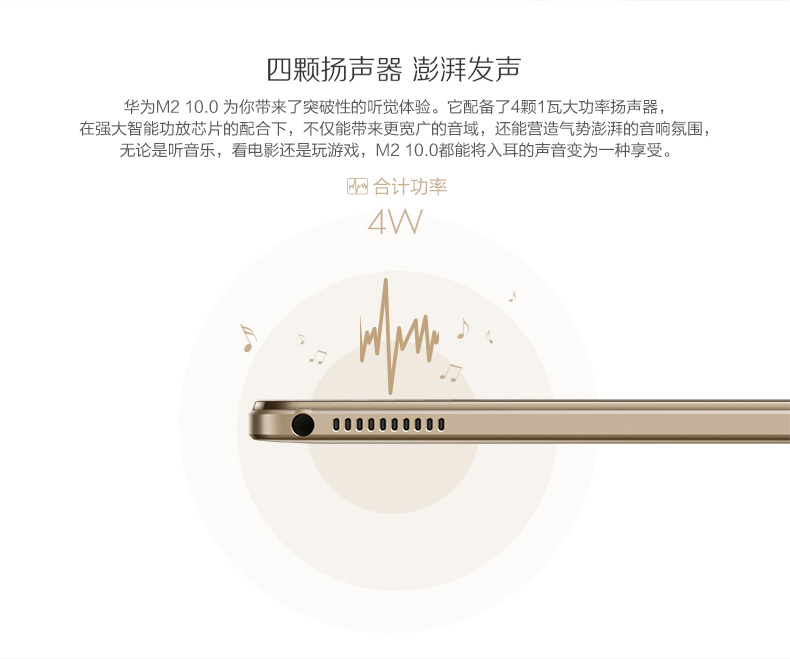 四颗扬声器 澎湃发声
华为M2 10.0 为你带来了突破性的听觉体验。它配备了4颗1瓦大功率扬声器，
在强大智能功放芯片的配合下，不仅能带来更宽广的音域，还能营造气势澎湃的音响氛围，
无论是听音乐，看电影还是玩游戏，M2 10.0都能将入耳的声音变为一种享受。
合计功率
4W